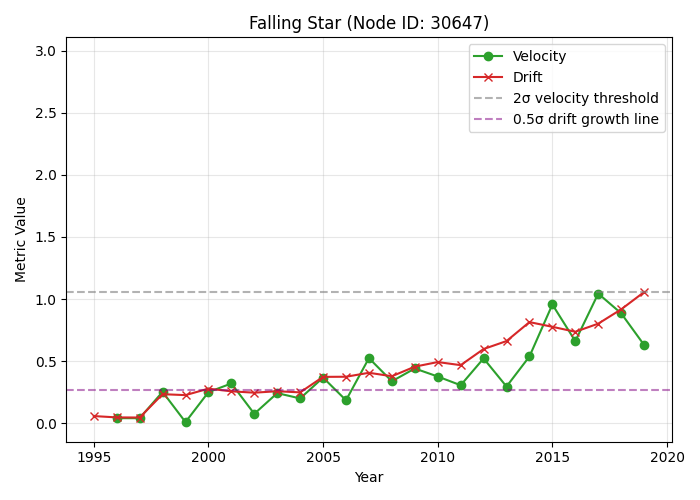 Falling Star (Node ID: 30647)
Velocity
Drift
2σ velocity threshold
0.5σ drift growth line
Metric Value
3.0
2.5
2.0
1.5
1.0
0.5
0.0
1995
2000
2005
2010
2015
2020
Year